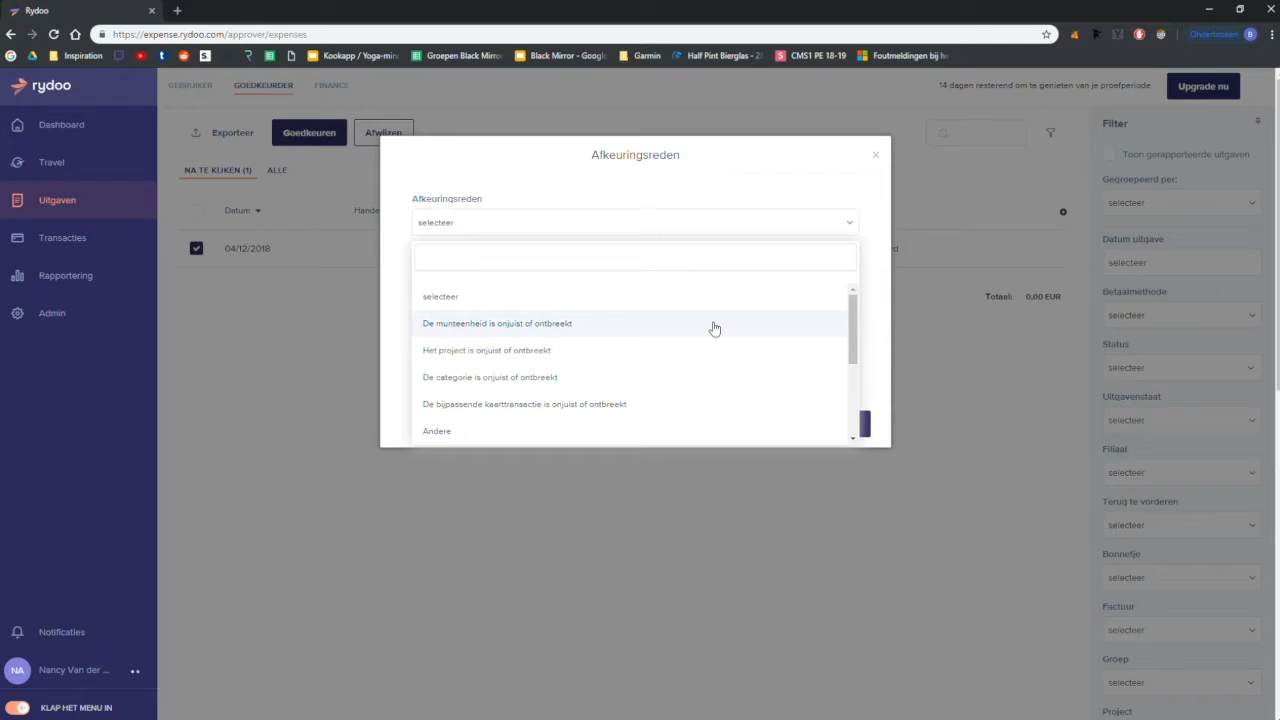 Rydoo
https://expense.rydoo.com/approver/expenses
Onderbroken
B
Inspiration
Kookapp / Yoga-min
Groepen Black Mirror
Black Mirror - Google
Garmin
Half Pint Bierglas - 25
CMS1 PE 18-19
Foutmeldingen bij he
rydoo
GEBRUIKER
GOEDKEURDER
FINANCE
14 dagen resterend om te genieten van je proefperiode
Upgrade nu
Dashboard
Travel
Uitgaven
Transacties
Rapportering
Admin
Notificaties
NA
Nancy Van der ...
KLAP HET MENU IN
Exporteer
Goedkeuren
Afwijzen
NA TE KIJKEN (1)
ALLE
Datum
Hande
04/12/2018
rd
Totaal: 0,00 EUR
Afkeuringsreden
×
Afkeuringsreden
selecteer
selecteer
De munteenheid is onjuist of ontbreekt
Het project is onjuist of ontbreekt
De categorie is onjuist of ontbreekt
De bijpassende kaarttransactie is onjuist of ontbreekt
Andere
Filter
Toon gerapporteerde uitgaven
Gegroepeerd per:
selecteer
Datum uitgave
selecteer
Betaalmethode
selecteer
Status
selecteer
Uitgavenstaat
selecteer
Filiaal
selecteer
Terug te vorderen
selecteer
Bonnetje
selecteer
Factuur
selecteer
Groep
selecteer
Project